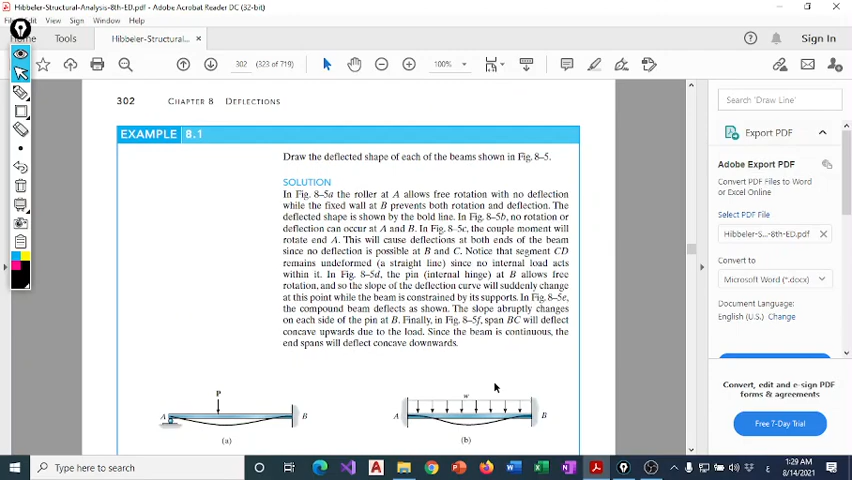 Hibbeler-Structural-Analysis-8th-ED.pdf - Adobe Acrobat Reader DC (32-bit)
File Edit View Sign Window Help
Home Tools Hibbeler-Structural... × Sign In
302 (323 of 719) 100%
302 CHAPTER 8 DEFLECTIONS
EXAMPLE 8.1
Draw the deflected shape of each of the beams shown in Fig. 8–5.
SOLUTION
In Fig. 8–5a the roller at A allows free rotation with no deflection
while the fixed wall at B prevents both rotation and deflection. The
deflected shape is shown by the bold line. In Fig. 8–5b, no rotation or
deflection can occur at A and B. In Fig. 8–5c, the couple moment will
rotate end A. This will cause deflections at both ends of the beam
since no deflection is possible at B and C. Notice that segment CD
remains undeformed (a straight line) since no internal load acts
within it. In Fig. 8–5d, the pin (internal hinge) at B allows free
rotation, and so the slope of the deflection curve will suddenly change
at this point while the beam is constrained by its supports. In Fig. 8–5e,
the compound beam deflects as shown. The slope abruptly changes
on each side of the pin at B. Finally, in Fig. 8–5f, span BC will deflect
concave upwards due to the load. Since the beam is continuous, the
end spans will deflect concave downwards.
P
A B
(a)
w
A B
(b)
Search 'Draw Line'
Export PDF
Adobe Export PDF
Convert PDF Files to Word
or Excel Online
Select PDF File
Hibbeler-S...-8th-ED.pdf
Convert to
Microsoft Word (*.docx)
Document Language:
English (U.S.) Change
Convert, edit and e-sign PDF
forms & agreements
Free 7-Day Trial
Type here to search
ع
1:29 AM
8/14/2021